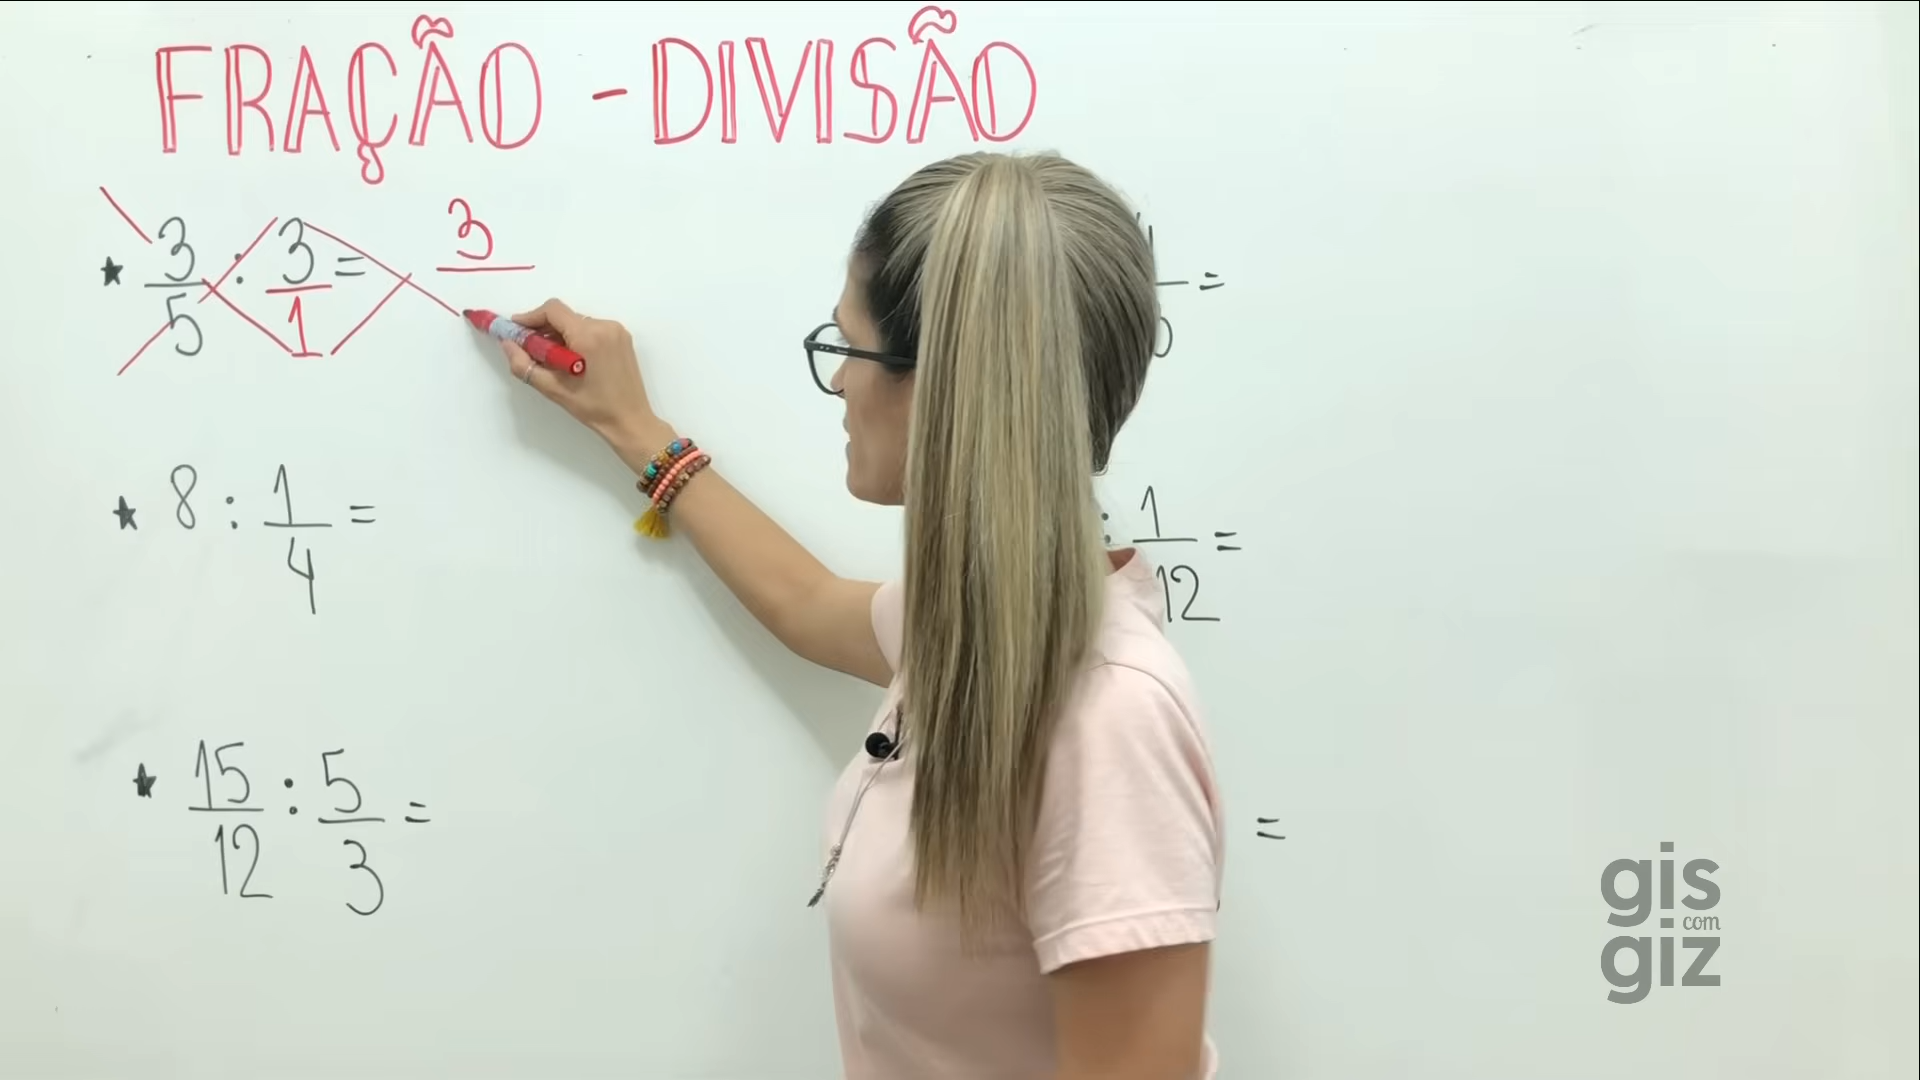 FRAÇÃO - DIVISÃO
★ 3/5 : 3/1 = 3/
=
★ 8 : 1/4 =
: 1/12 =
★ 15/12 : 5/3 =
=
gis
com
giz